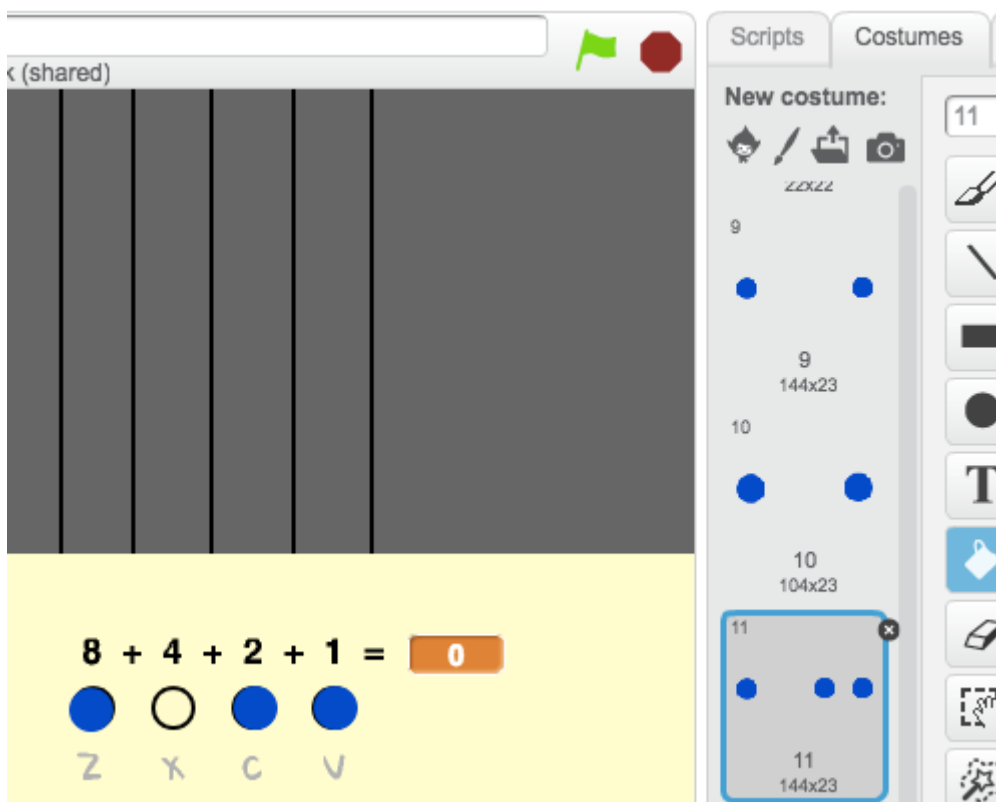 Scripts Costumes
k (shared)
New costume:
11
22x22
9
9
144x23
10
10
104x23
11
11
144x23
T
8 + 4 + 2 + 1 = 0
Z X C V